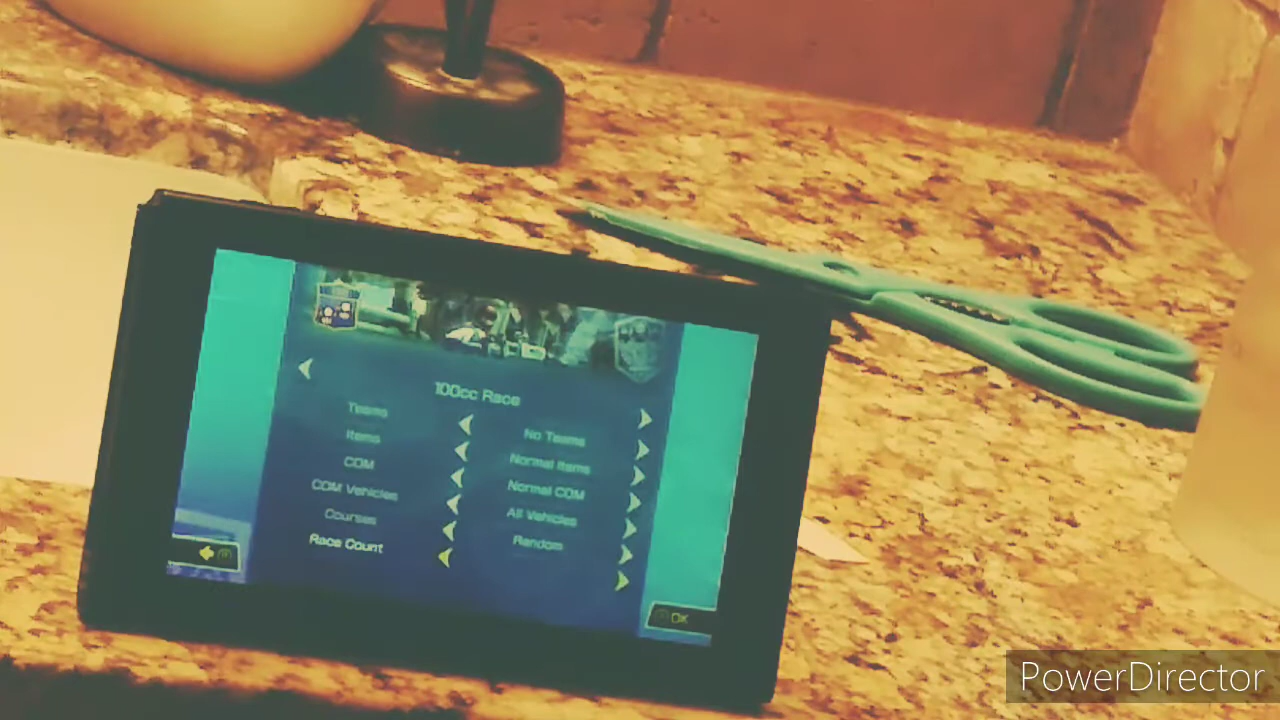 100cc Race
Teams No Teams
Items Normal Items
COM Normal COM
COM Vehicles All Vehicles
Courses Random
Race Count
OK
PowerDirector